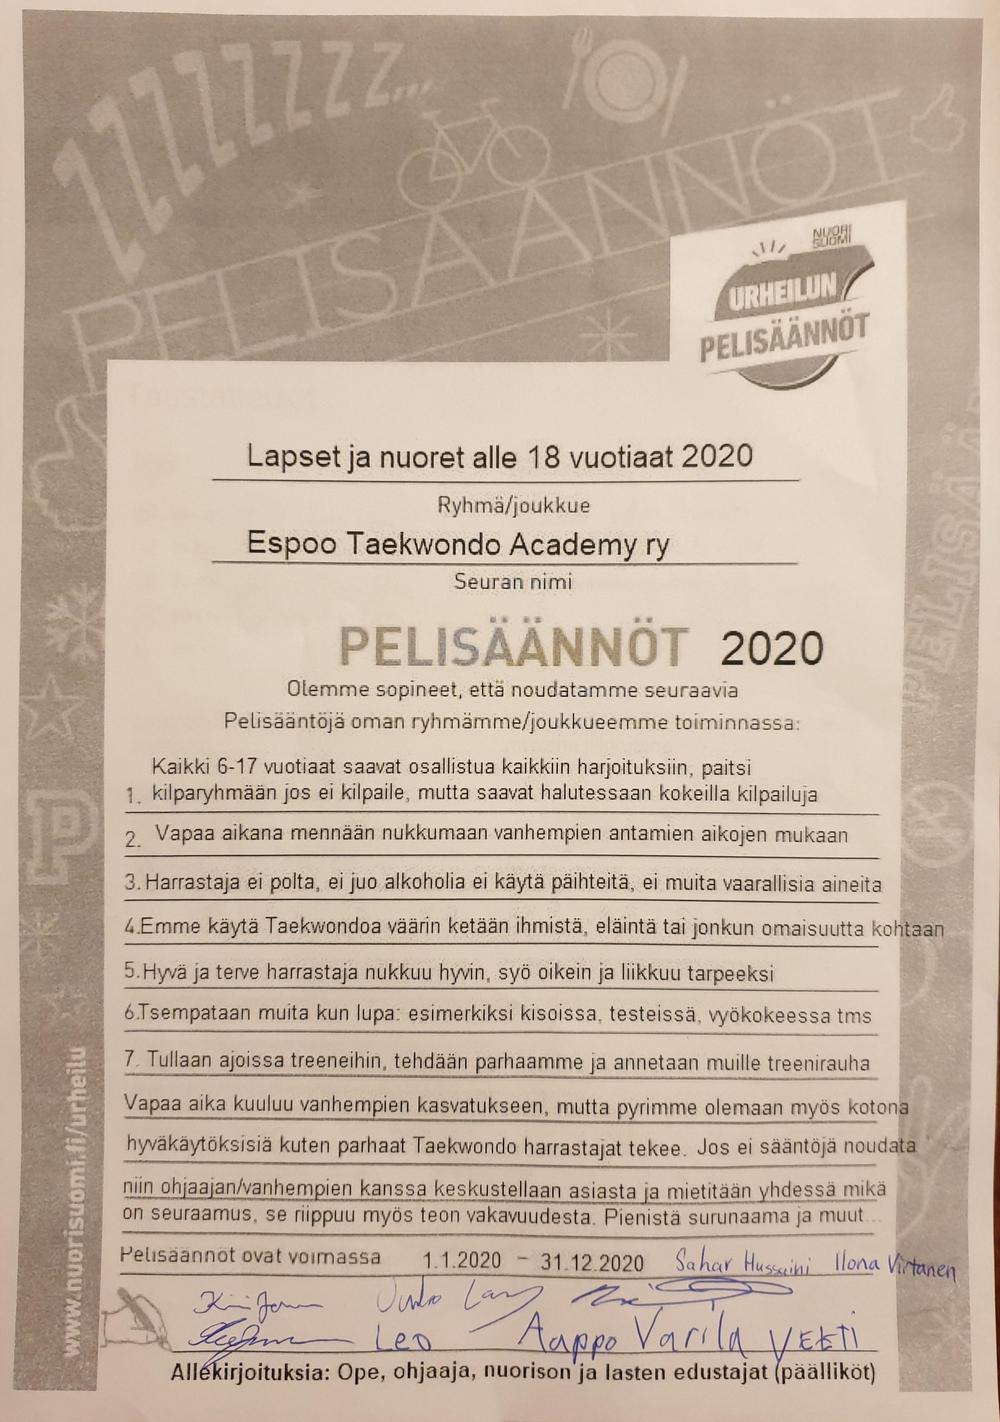 ZZZZZZZ...
PELISÄÄNNÖT
NUORI
SUOMI
URHEILUN
PELISÄÄNNÖT
Lapset ja nuoret alle 18 vuotiaat 2020
Ryhmä/joukkue
Espoo Taekwondo Academy ry
Seuran nimi
PELISÄÄNNÖT 2020
Olemme sopineet, että noudatamme seuraavia
Pelisääntöjä oman ryhmämme/joukkueemme toiminnassa:
Kaikki 6-17 vuotiaat saavat osallistua kaikkiin harjoituksiin, paitsi
1. kilparyhmään jos ei kilpaile, mutta saavat halutessaan kokeilla kilpailuja
2. Vapaa aikana mennään nukkumaan vanhempien antamien aikojen mukaan
3. Harrastaja ei polta, ei juo alkoholia ei käytä päihteitä, ei muita vaarallisia aineita
4. Emme käytä Taekwondoa väärin ketään ihmistä, eläintä tai jonkun omaisuutta kohtaan
5. Hyvä ja terve harrastaja nukkuu hyvin, syö oikein ja liikkuu tarpeeksi
6. Tsempataan muita kun lupa: esimerkiksi kisoissa, testeissä, vyökokeessa tms
7. Tullaan ajoissa treeneihin, tehdään parhaamme ja annetaan muille treenirauha
Vapaa aika kuuluu vanhempien kasvatukseen, mutta pyrimme olemaan myös kotona
hyväkäytöksisiä kuten parhaat Taekwondo harrastajat tekee. Jos ei sääntöjä noudata
niin ohjaajan/vanhempien kanssa keskustellaan asiasta ja mietitään yhdessä mikä
on seuraamus, se riippuu myös teon vakavuudesta. Pienistä surunaama ja muut...
Pelisäännöt ovat voimassa 1.1.2020 – 31.12.2020 Sahar Hussaini Ilona Virtanen
Leo Aappo Varila VEETI
Allekirjoituksia: Ope, ohjaaja, nuorison ja lasten edustajat (päälliköt)
www.nuorisuomi.fi/urheilu
P